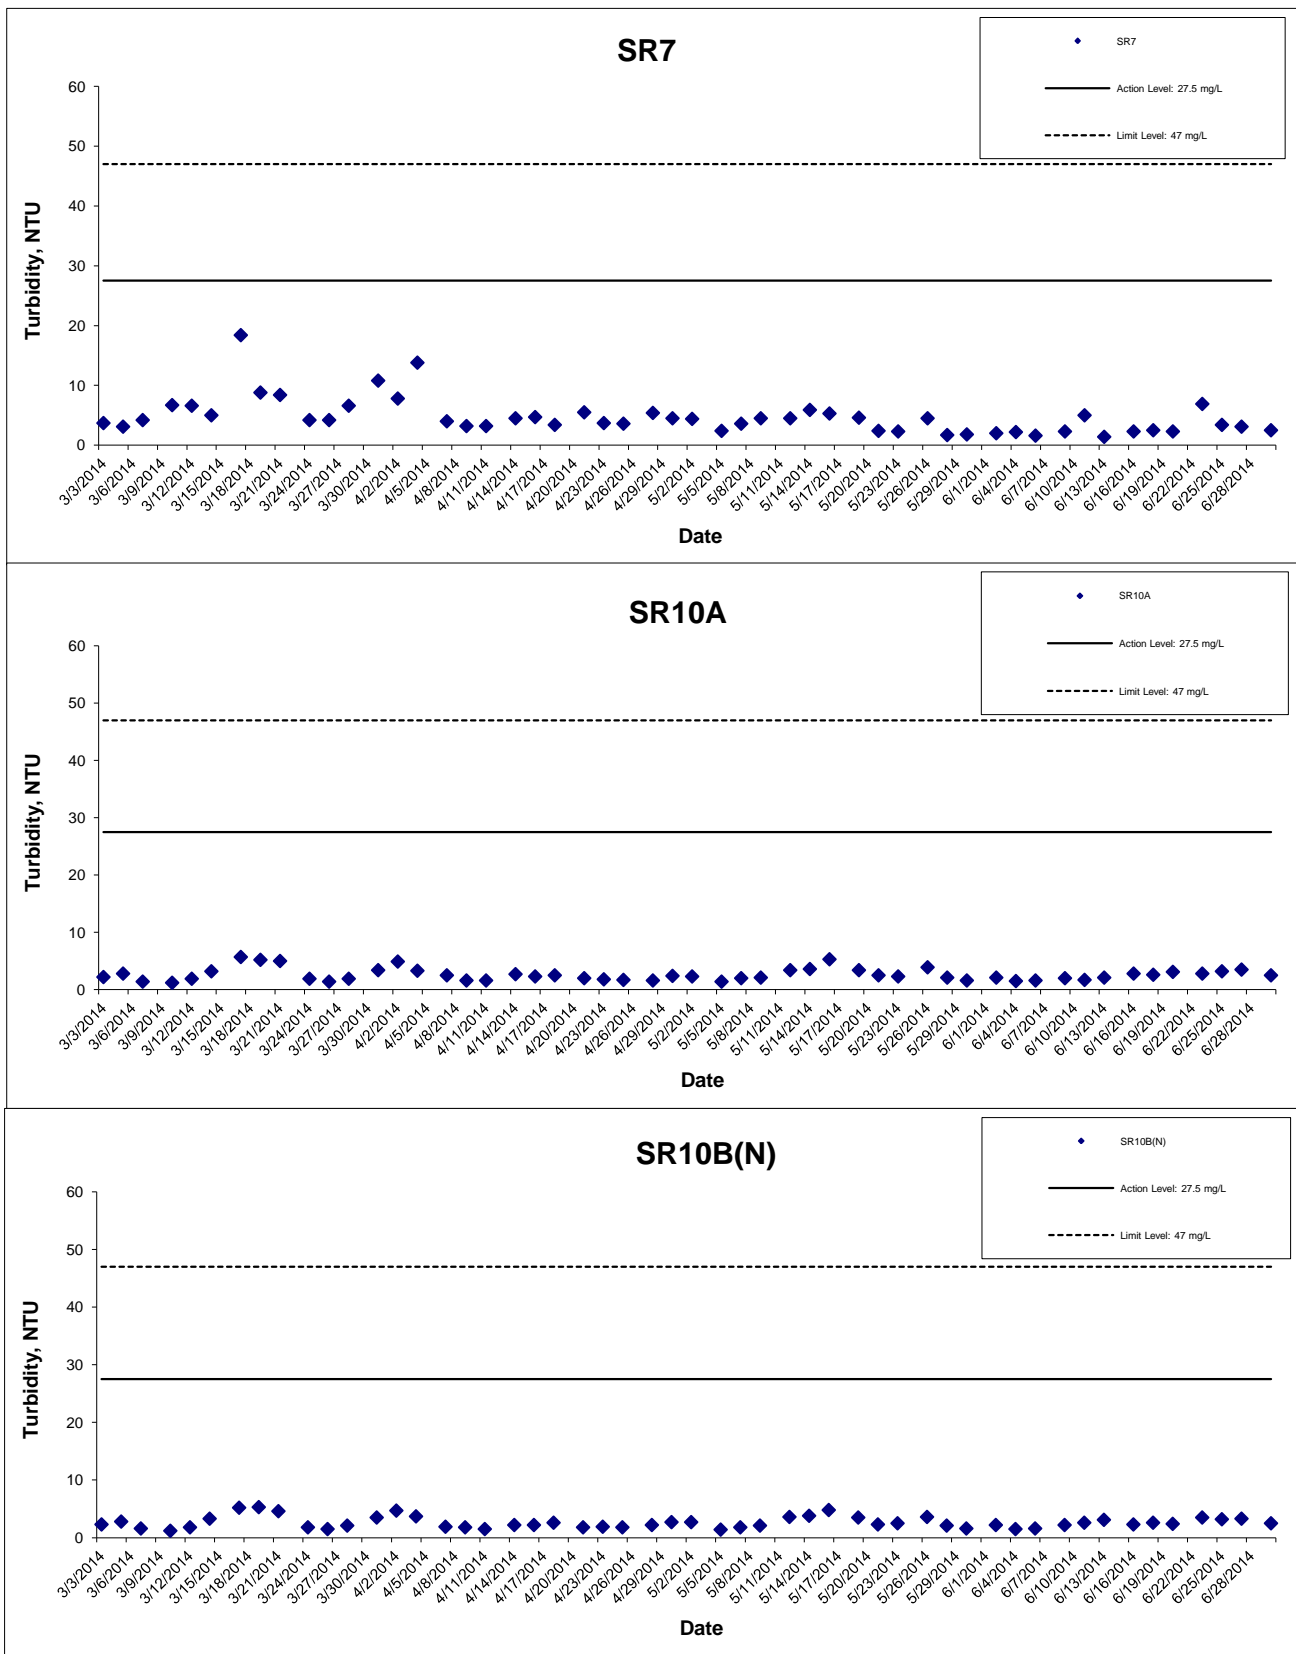 SR7
SR7
Action Level: 27.5 mg/L
Limit Level: 47 mg/L
60
50
40
30
20
10
0
Turbidity, NTU
3/3/2014 3/6/2014 3/9/2014 3/12/2014 3/15/2014 3/18/2014 3/21/2014 3/24/2014 3/27/2014 3/30/2014 4/2/2014 4/5/2014 4/8/2014 4/11/2014 4/14/2014 4/17/2014 4/20/2014 4/23/2014 4/26/2014 4/29/2014 5/2/2014 5/5/2014 5/8/2014 5/11/2014 5/14/2014 5/17/2014 5/20/2014 5/23/2014 5/26/2014 5/29/2014 6/1/2014 6/4/2014 6/7/2014 6/10/2014 6/13/2014 6/16/2014 6/19/2014 6/22/2014 6/25/2014 6/28/2014
Date
SR10A
SR10A
Action Level: 27.5 mg/L
Limit Level: 47 mg/L
60
50
40
30
20
10
0
Turbidity, NTU
3/3/2014 3/6/2014 3/9/2014 3/12/2014 3/15/2014 3/18/2014 3/21/2014 3/24/2014 3/27/2014 3/30/2014 4/2/2014 4/5/2014 4/8/2014 4/11/2014 4/14/2014 4/17/2014 4/20/2014 4/23/2014 4/26/2014 4/29/2014 5/2/2014 5/5/2014 5/8/2014 5/11/2014 5/14/2014 5/17/2014 5/20/2014 5/23/2014 5/26/2014 5/29/2014 6/1/2014 6/4/2014 6/7/2014 6/10/2014 6/13/2014 6/16/2014 6/19/2014 6/22/2014 6/25/2014 6/28/2014
Date
SR10B(N)
SR10B(N)
Action Level: 27.5 mg/L
Limit Level: 47 mg/L
60
50
40
30
20
10
0
Turbidity, NTU
3/3/2014 3/6/2014 3/9/2014 3/12/2014 3/15/2014 3/18/2014 3/21/2014 3/24/2014 3/27/2014 3/30/2014 4/2/2014 4/5/2014 4/8/2014 4/11/2014 4/14/2014 4/17/2014 4/20/2014 4/23/2014 4/26/2014 4/29/2014 5/2/2014 5/5/2014 5/8/2014 5/11/2014 5/14/2014 5/17/2014 5/20/2014 5/23/2014 5/26/2014 5/29/2014 6/1/2014 6/4/2014 6/7/2014 6/10/2014 6/13/2014 6/16/2014 6/19/2014 6/22/2014 6/25/2014 6/28/2014
Date